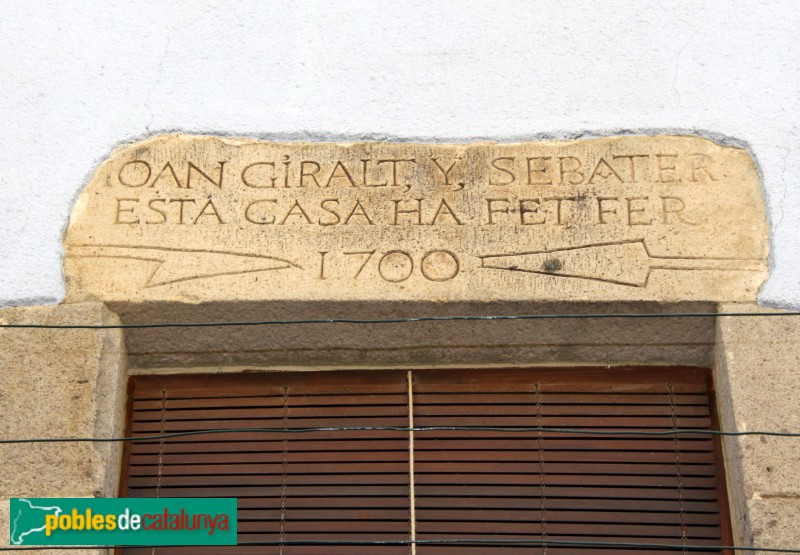 IOAN GIRALT, Y, SEBATER
ESTA CASA HA FET FER
1700
poblesdecatalunya